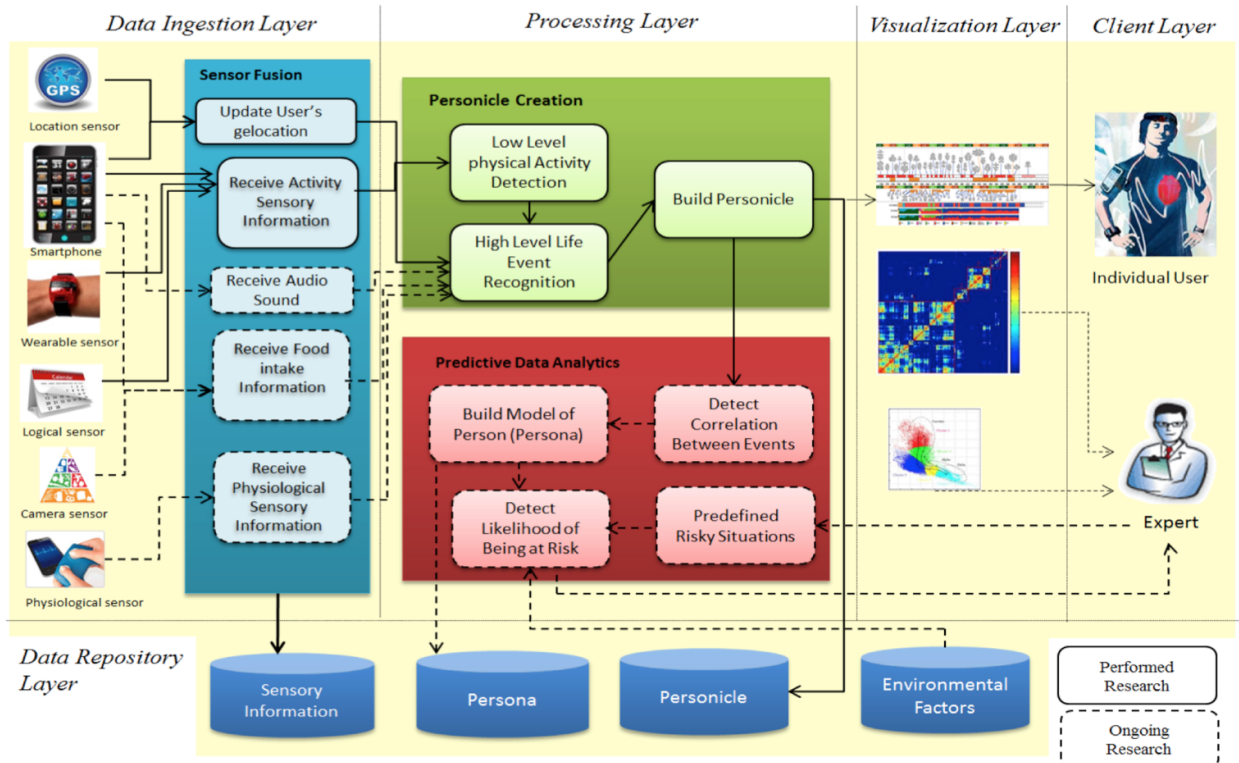 Data Ingestion Layer
Processing Layer
Visualization Layer
Client Layer
Sensor Fusion
GPS
Location sensor
Update User's
gelocation
Smartphone
Receive Activity
Sensory
Information
Wearable sensor
Receive Audio
Sound
Calendar
Logical sensor
Receive Food
intake
Information
Camera sensor
Receive
Physiological
Sensory
Information
Physiological sensor
Personicle Creation
Low Level
physical Activity
Detection
High Level Life
Event
Recognition
Build Personicle
Predictive Data Analytics
Build Model of
Person (Persona)
Detect
Correlation
Between Events
Detect
Likelihood of
Being at Risk
Predefined
Risky Situations
Individual User
Expert
Data Repository
Layer
Sensory
Information
Persona
Personicle
Environmental
Factors
Performed
Research
Ongoing
Research